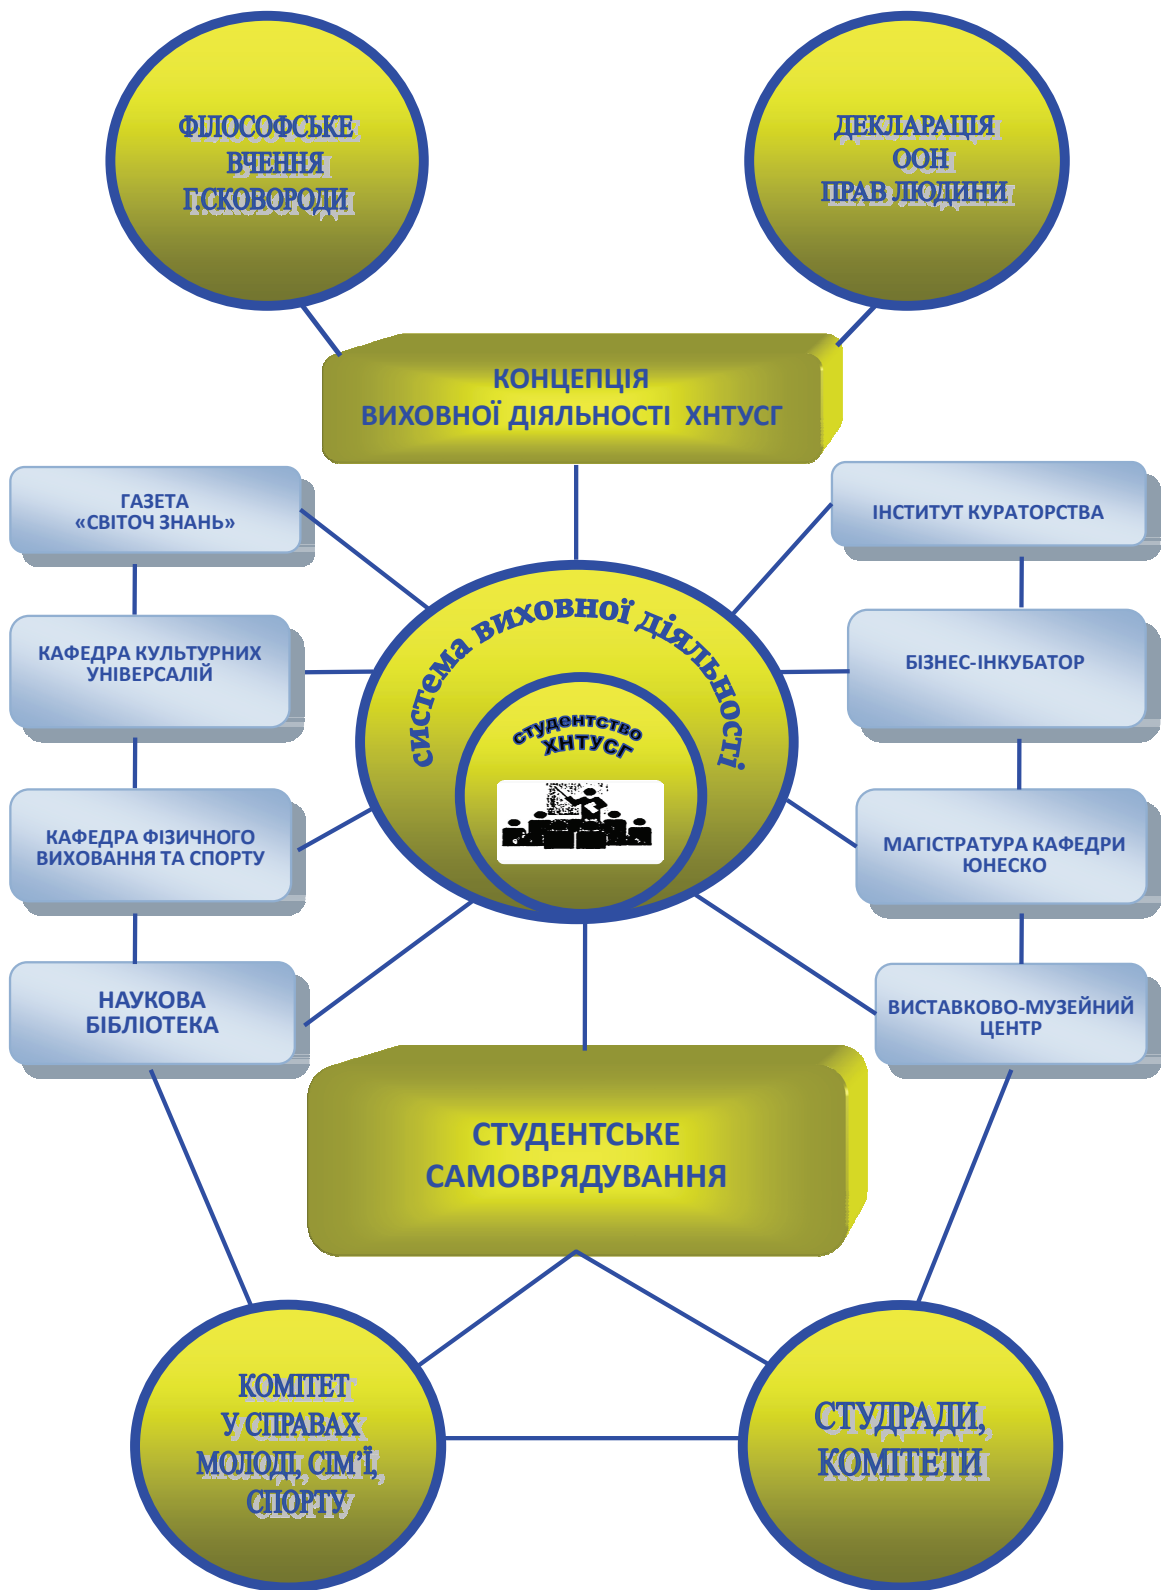 ФІЛОСОФСЬКЕ
ВЧЕННЯ
Г.СКОВОРОДИ
ДЕКЛАРАЦІЯ
ООН
ПРАВ ЛЮДИНИ
КОНЦЕПЦІЯ
ВИХОВНОЇ ДІЯЛЬНОСТІ ХНТУСГ
ГАЗЕТА
«СВІТОЧ ЗНАНЬ»
ІНСТИТУТ КУРАТОРСТВА
система виховної діяльності
КАФЕДРА КУЛЬТУРНИХ
УНІВЕРСАЛІЙ
БІЗНЕС-ІНКУБАТОР
студентство
ХНТУСГ
КАФЕДРА ФІЗИЧНОГО
ВИХОВАННЯ ТА СПОРТУ
МАГІСТРАТУРА КАФЕДРИ
ЮНЕСКО
НАУКОВА
БІБЛІОТЕКА
ВИСТАВКОВО-МУЗЕЙНИЙ
ЦЕНТР
СТУДЕНТСЬКЕ
САМОВРЯДУВАННЯ
КОМІТЕТ
У СПРАВАХ
МОЛОДІ, СІМ’Ї,
СПОРТУ
СТУДРАДИ,
КОМІТЕТИ